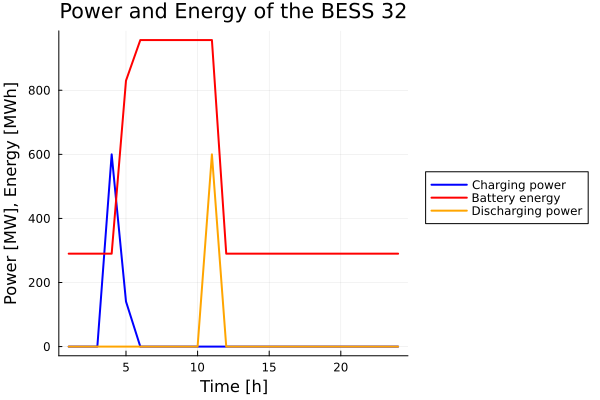 Power and Energy of the BESS 32
Power [MW], Energy [MWh]
800
600
400
200
0
5
10
15
20
Time [h]
Charging power
Battery energy
Discharging power